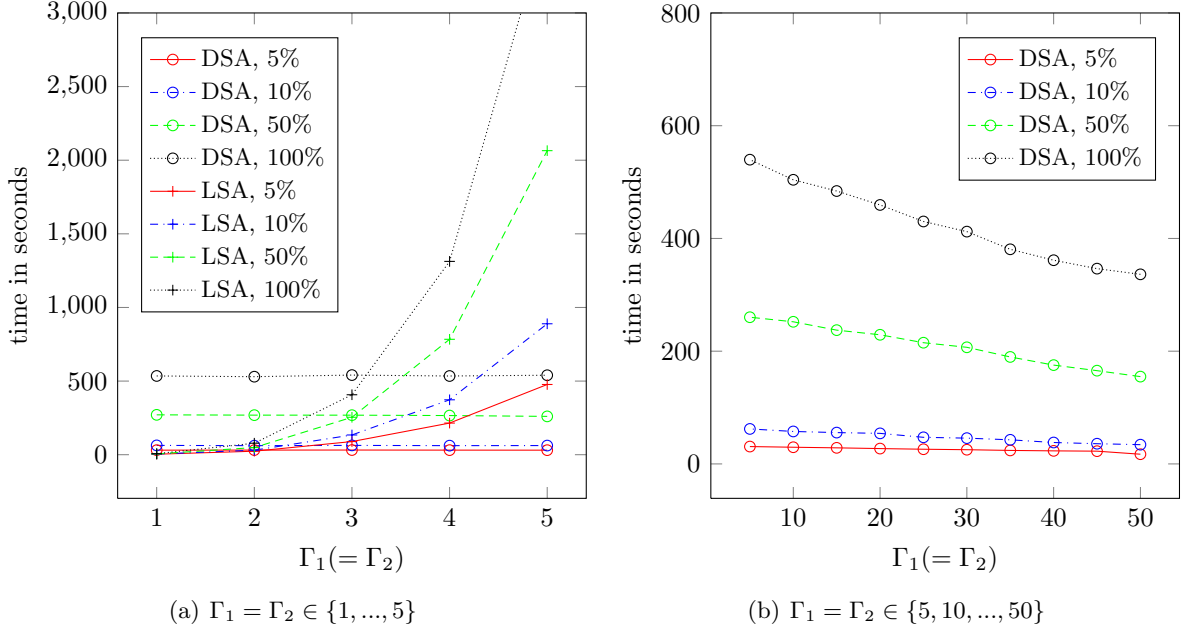 3,000
2,500
2,000
1,500
1,000
500
0
time in seconds
DSA, 5%
DSA, 10%
DSA, 50%
DSA, 100%
LSA, 5%
LSA, 10%
LSA, 50%
LSA, 100%
1 2 3 4 5
Γ₁(= Γ₂)
(a) Γ₁ = Γ₂ ∈ {1, ..., 5}
800
600
400
200
0
time in seconds
DSA, 5%
DSA, 10%
DSA, 50%
DSA, 100%
10 20 30 40 50
Γ₁(= Γ₂)
(b) Γ₁ = Γ₂ ∈ {5, 10, ..., 50}